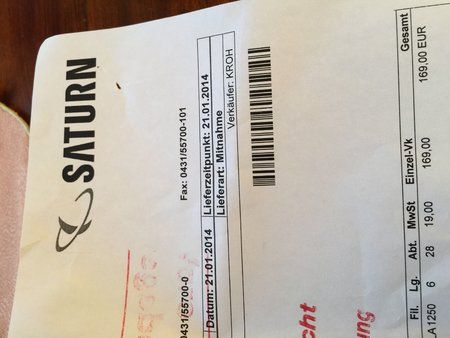 SATURN
0431/55700-0 Fax: 0431/55700-101
Datum: 21.01.2014 Lieferzeitpunkt: 21.01.2014
Lieferart: Mitnahme
Verkäufer: KROH
Fil. Lg. Abt. MwSt Einzel-Vk Gesamt
LA1250 6 28 19,00 169,00 169,00 EUR